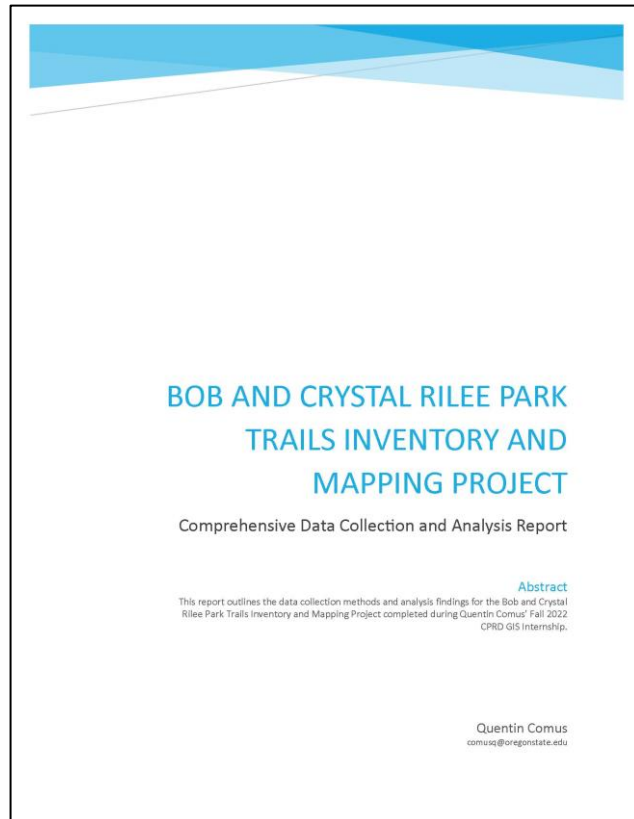 BOB AND CRYSTAL RILEE PARK
TRAILS INVENTORY AND
MAPPING PROJECT
Comprehensive Data Collection and Analysis Report
Abstract
This report outlines the data collection methods and analysis findings for the Bob and Crystal
Rilee Park Trails Inventory and Mapping Project completed during Quentin Comus' Fall 2022
CPRD GIS Internship.
Quentin Comus
comusq@oregonstate.edu